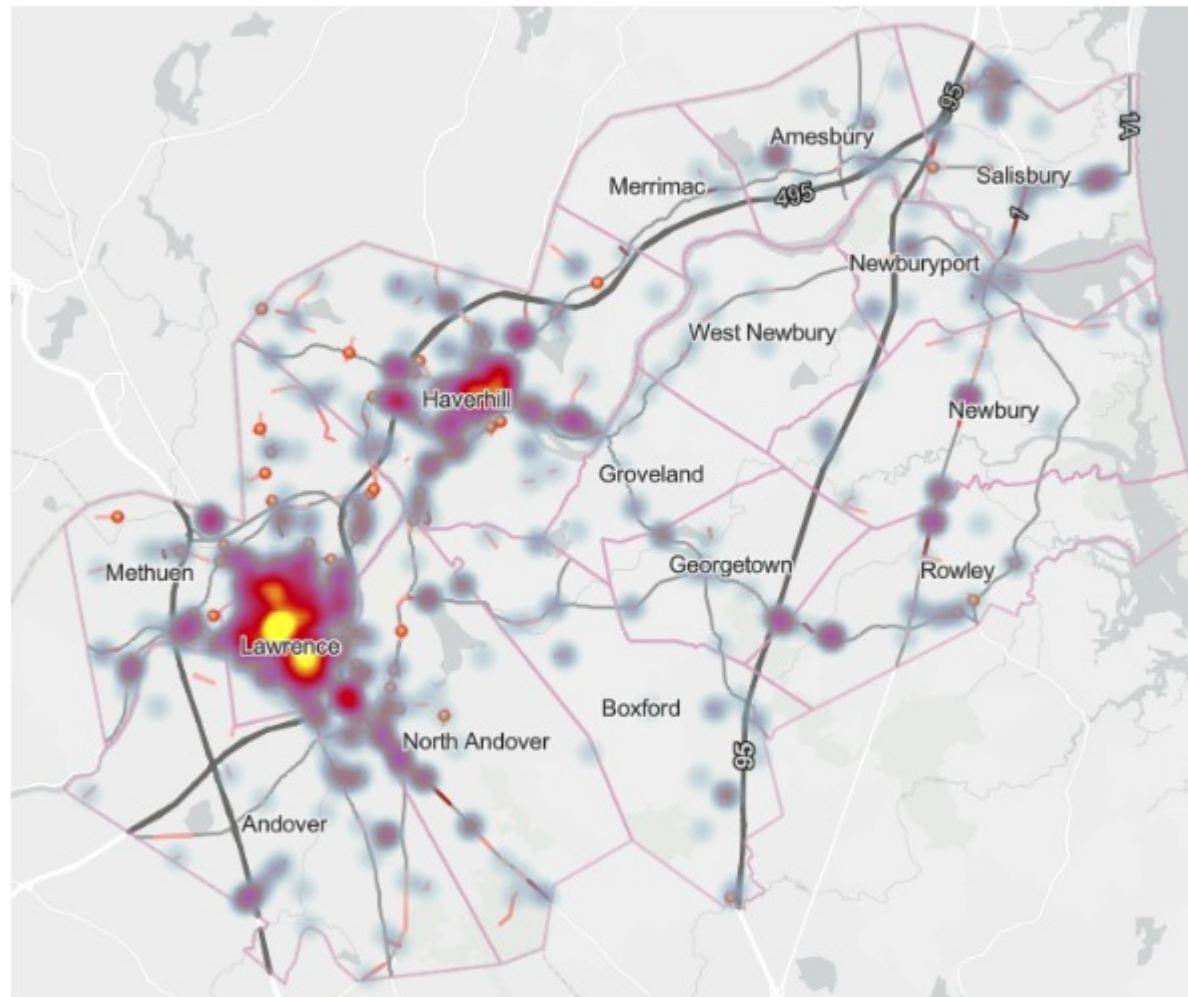 95
1A
Amesbury
Salisbury
Merrimac
495
1
Newburyport
West Newbury
Haverhill
Newbury
Groveland
Georgetown
Rowley
Methuen
Lawrence
Boxford
North Andover
95
Andover